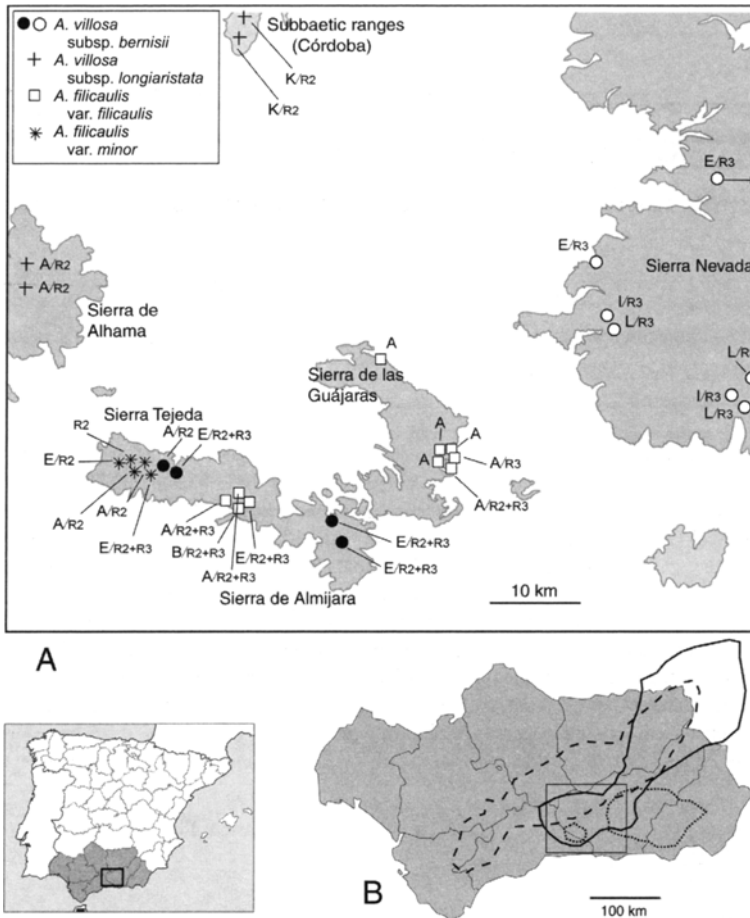 A. villosa
subsp. bernisii
A. villosa
subsp. longiaristata
A. filicaulis
var. filicaulis
A. filicaulis
var. minor
Subbaetic ranges
(Córdoba)
K/R2
K/R2
E/R3
E/R3
Sierra Nevada
I/R3
L/R3
L/R
I/R3
L/R3
A/R2
A/R2
Sierra de
Alhama
A
Sierra de las
Guájaras
A
A
A
A/R3
A/R2+R3
Sierra Tejeda
R2
A/R2
E/R2+R3
E/R2
A/R2
A/R2
E/R2+R3
A/R2+R3
B/R2+R3
E/R2+R3
A/R2+R3
E/R2+R3
E/R2+R3
Sierra de Almijara
10 km
A
B
100 km